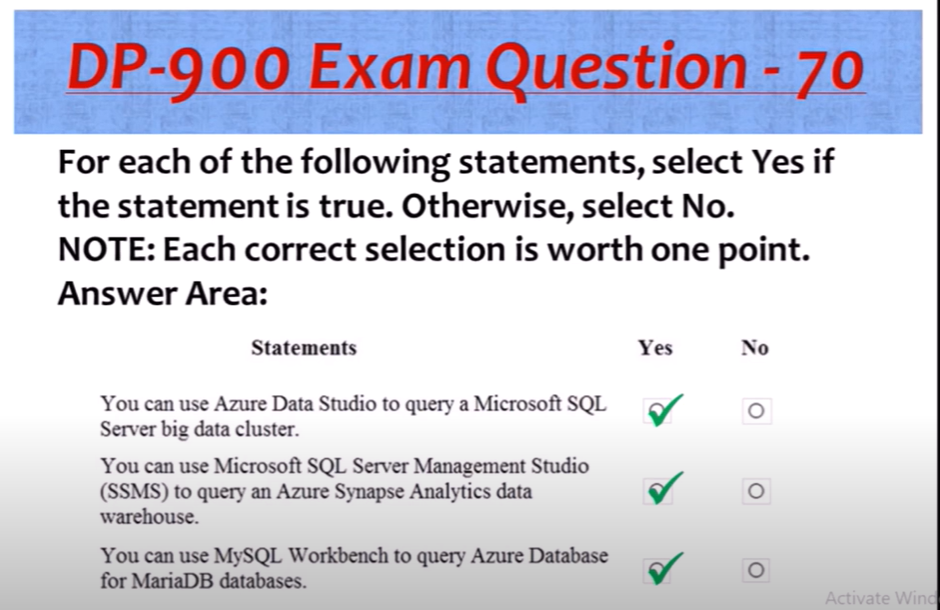 DP-900 Exam Question - 70
For each of the following statements, select Yes if
the statement is true. Otherwise, select No.
NOTE: Each correct selection is worth one point.
Answer Area:
Statements Yes No
You can use Azure Data Studio to query a Microsoft SQL
Server big data cluster.
You can use Microsoft SQL Server Management Studio
(SSMS) to query an Azure Synapse Analytics data
warehouse.
You can use MySQL Workbench to query Azure Database
for MariaDB databases.
Activate Wind